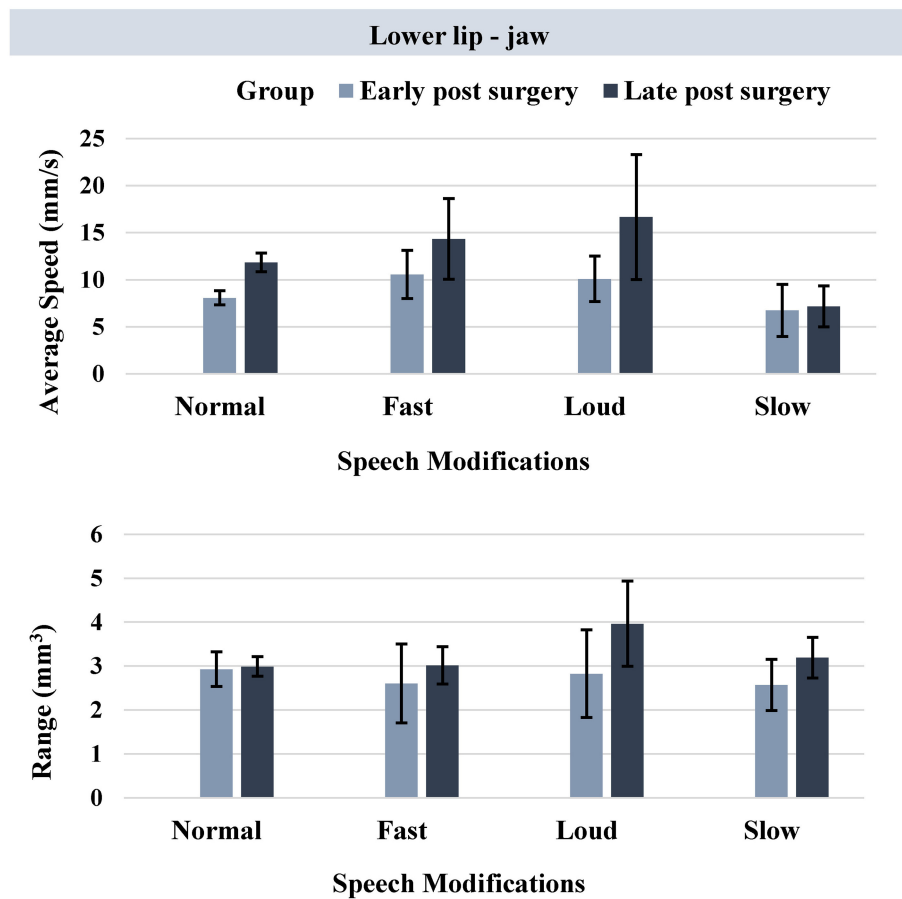 Lower lip - jaw
Group Early post surgery Late post surgery
Average Speed (mm/s)
25
20
15
10
5
0
Normal Fast Loud Slow
Speech Modifications
Range (mm³)
6
5
4
3
2
1
0
Normal Fast Loud Slow
Speech Modifications